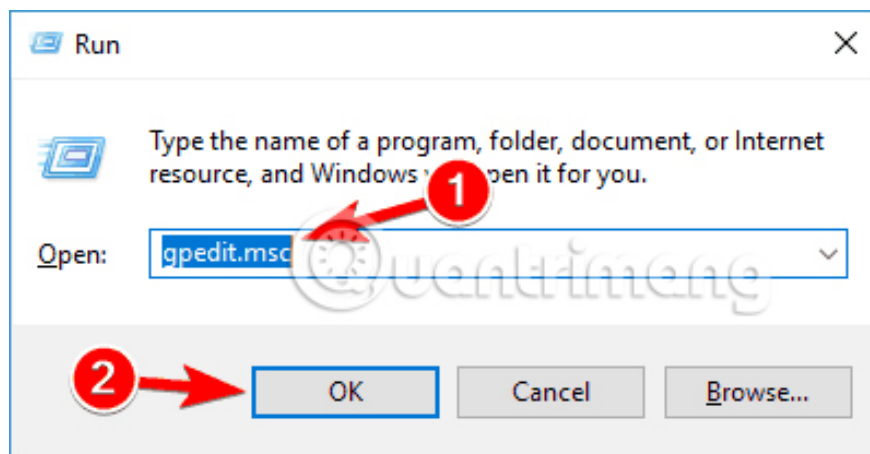 Run
Type the name of a program, folder, document, or Internet
resource, and Windows open it for you.
1
Open: gpedit.msc
Quantrimang
2
OK Cancel Browse...